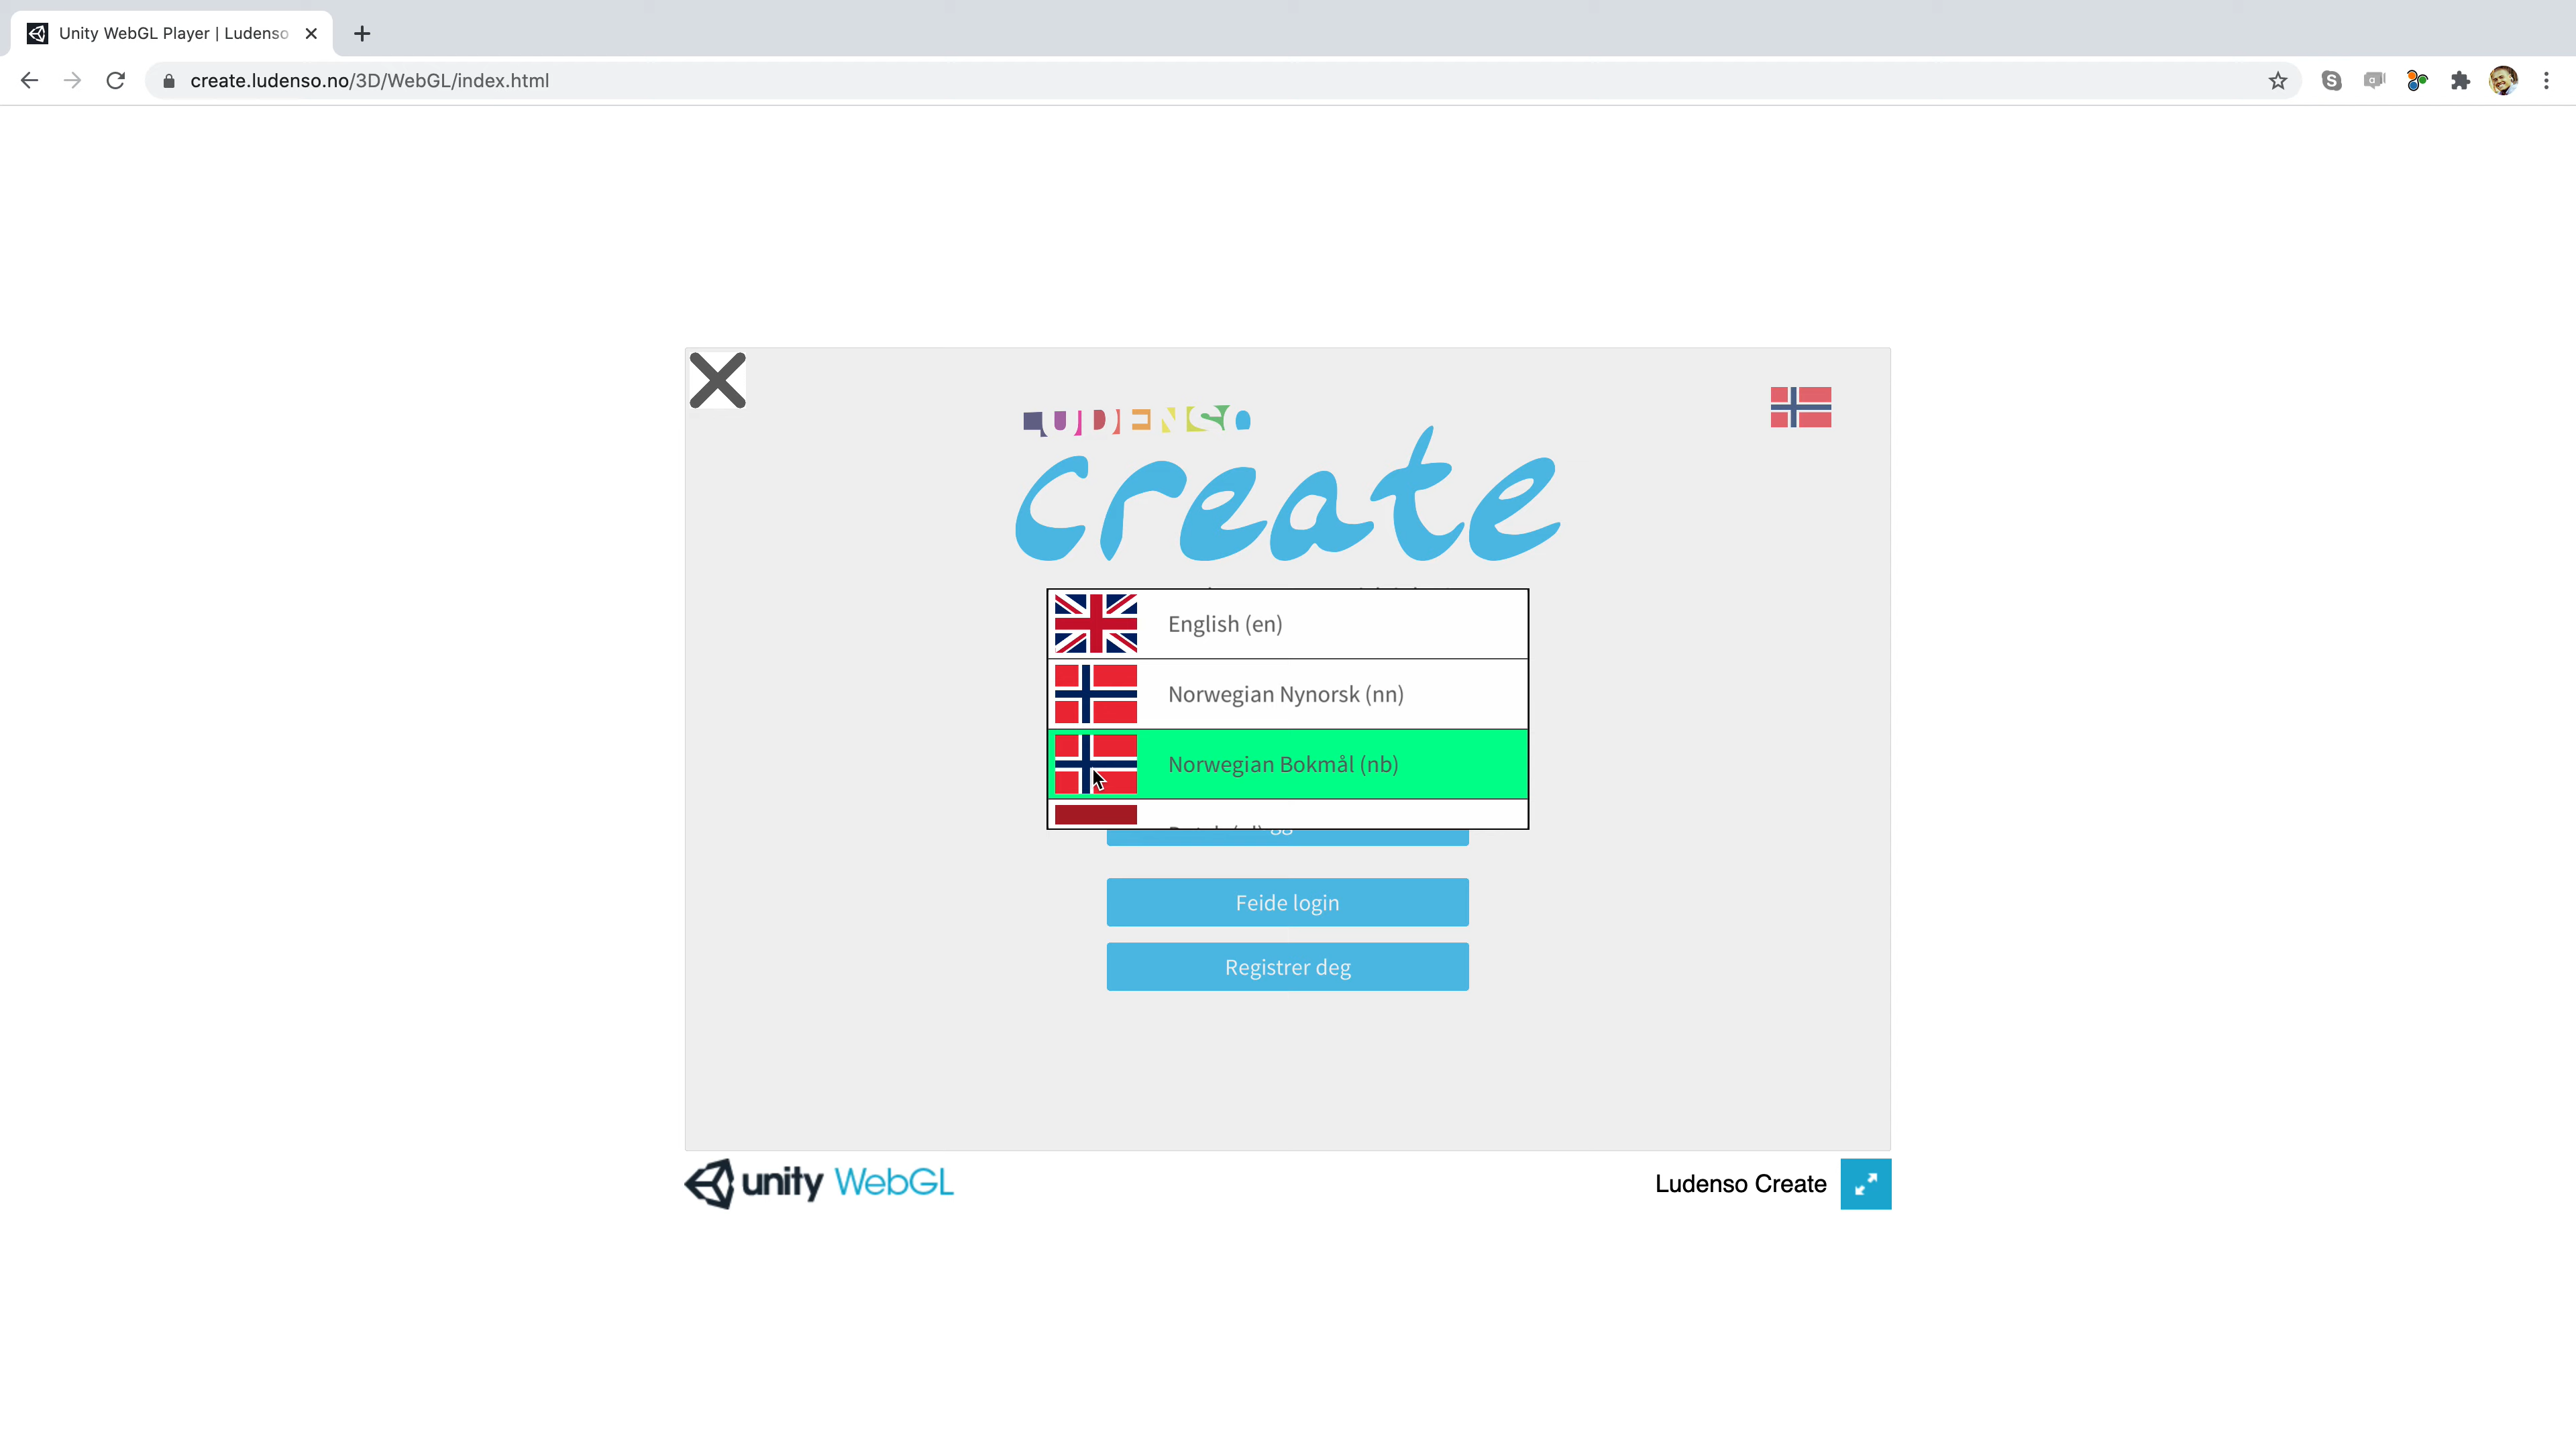 Unity WebGL Player | Ludenso
create.ludenso.no/3D/WebGL/index.html
LUDENSO
create
English (en)
Norwegian Nynorsk (nn)
Norwegian Bokmål (nb)
Feide login
Registrer deg
unity WebGL
Ludenso Create